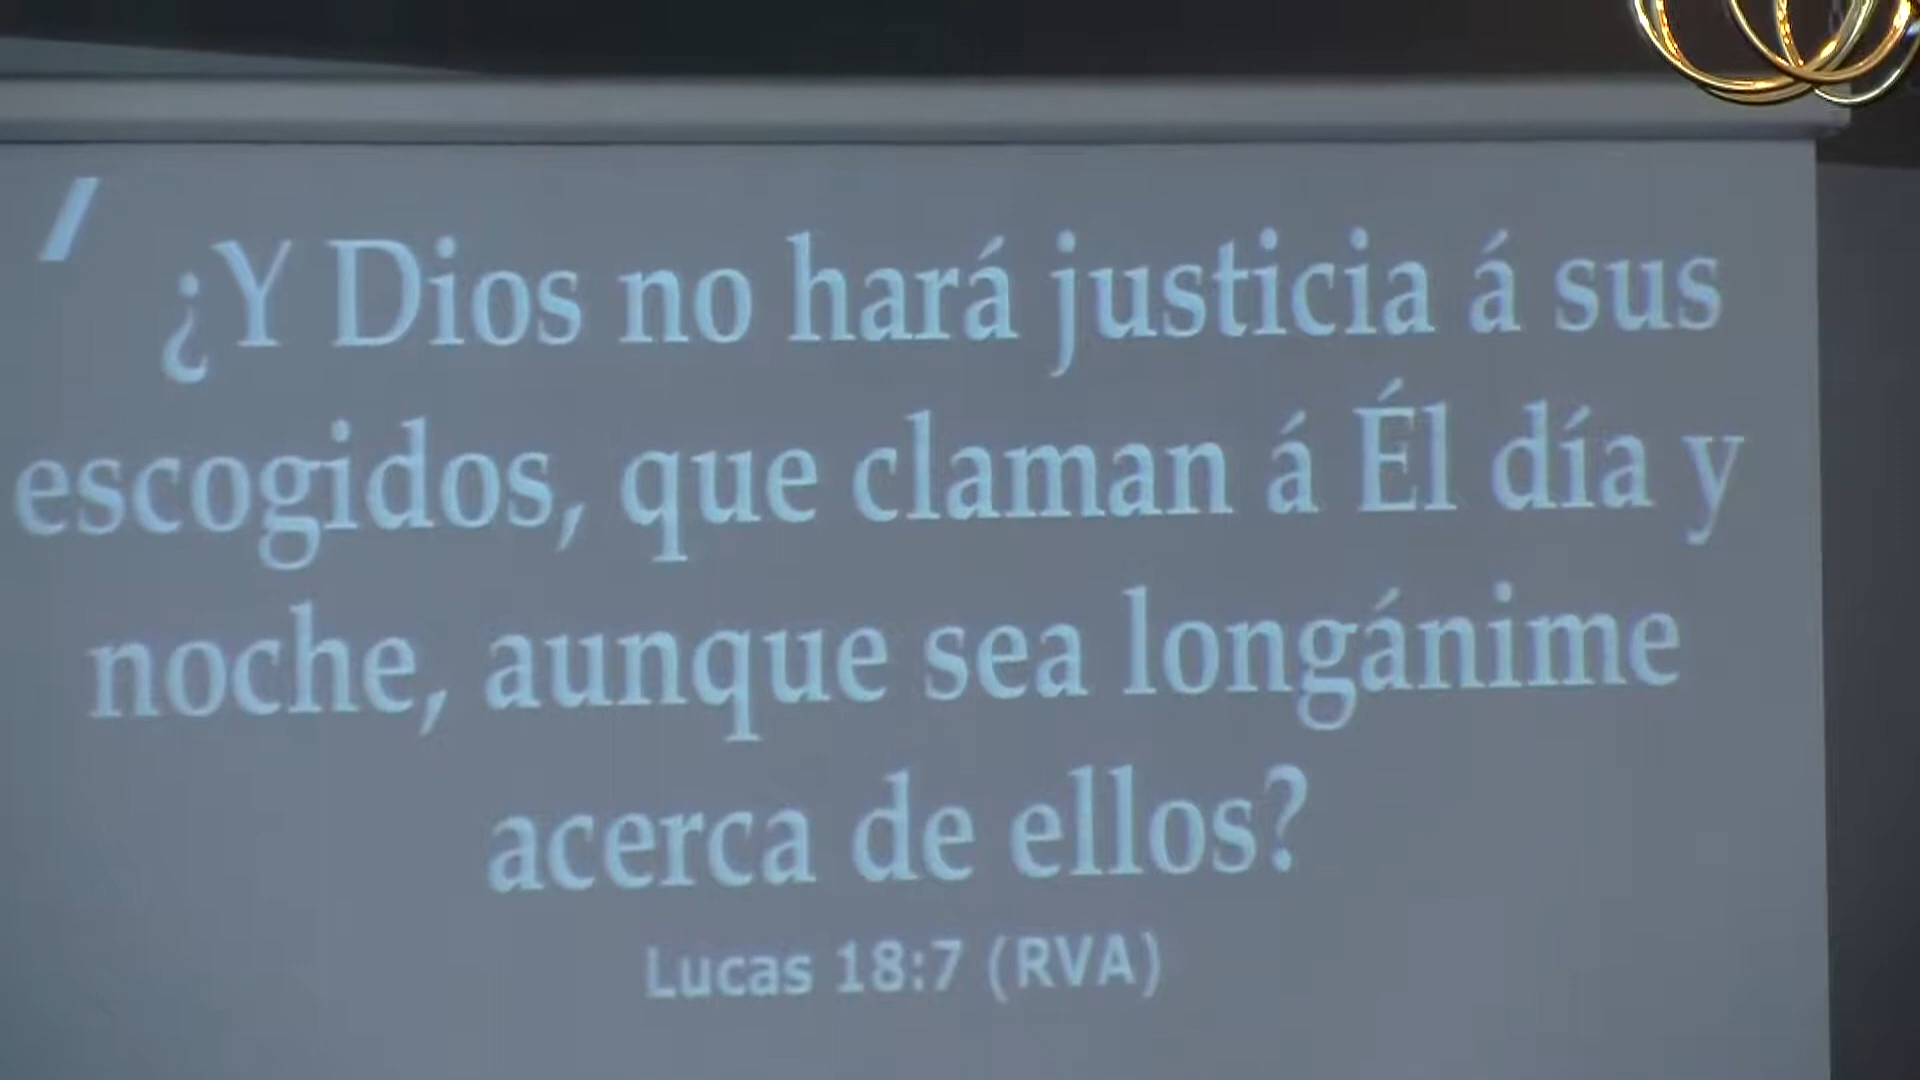 ¿Y Dios no hará justicia á sus
escogidos, que claman á Él día y
noche, aunque sea longánime
acerca de ellos?
Lucas 18:7 (RVA)